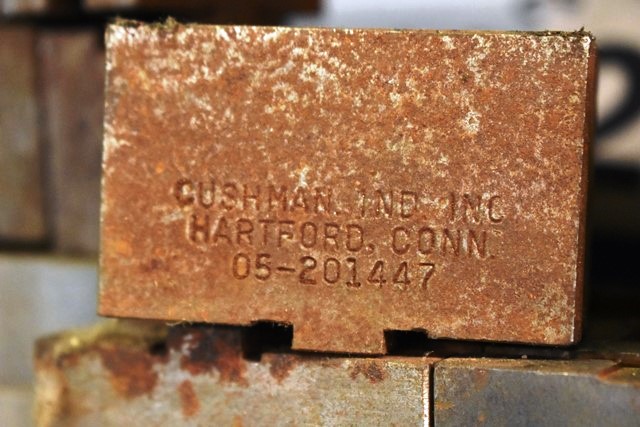 CUSHMAN. IND. INC
HARTFORD, CONN.
05-201447